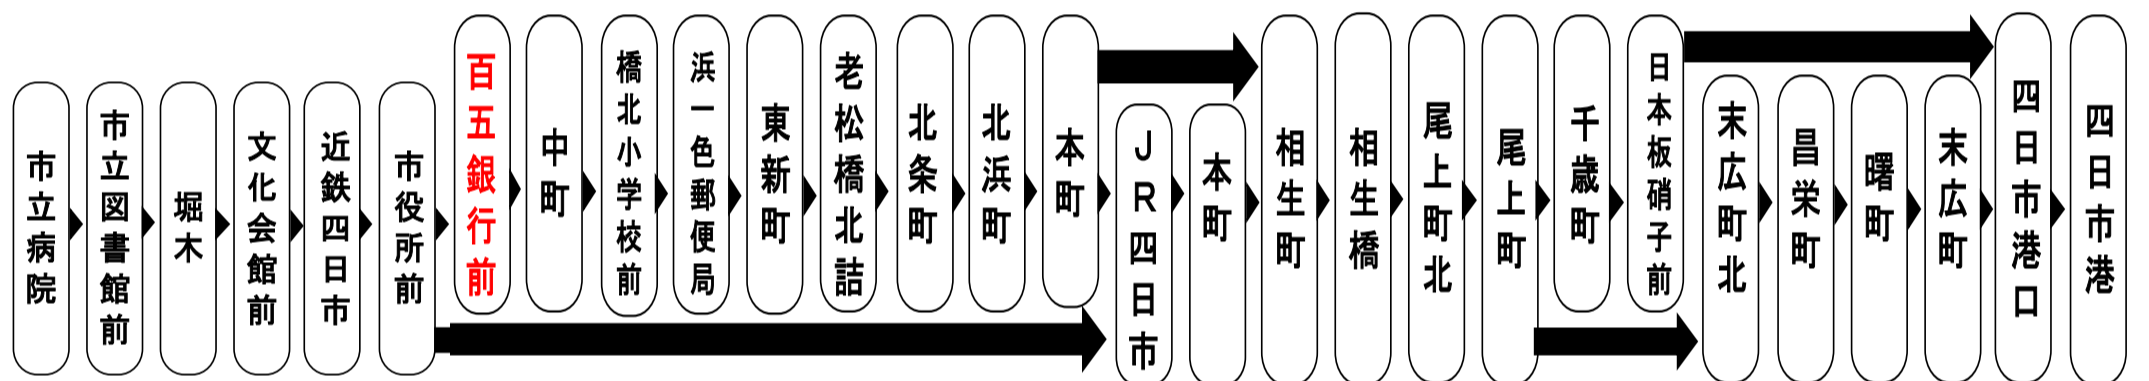 市立病院
市立図書館前
堀木
文化会館前
近鉄四日市
市役所前
百五銀行前
中町
橋北小学校前
浜一色郵便局
東新町
老松橋北詰
北条町
北浜町
本町
ＪＲ四日市
本町
相生町
相生橋
尾上町北
尾上町
千歳町
日本板硝子前
末広町北
昌栄町
曙町
末広町
四日市港口
四日市港